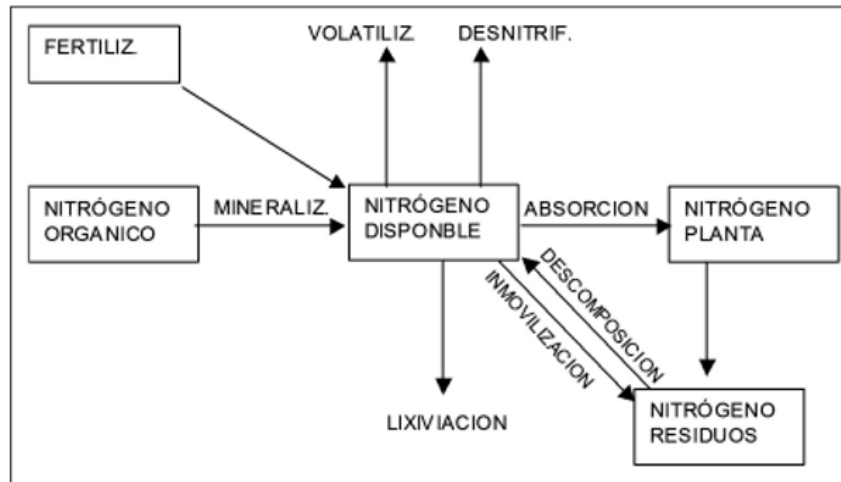 VOLATILIZ.
DESNITRIF.
FERTILIZ.
NITRÓGENO
ORGANICO
MINERALIZ.
NITRÓGENO
DISPONBLE
ABSORCION
NITRÓGENO
PLANTA
DESCOMPOSICION
INMOVILIZACION
LIXIVIACION
NITRÓGENO
RESIDUOS